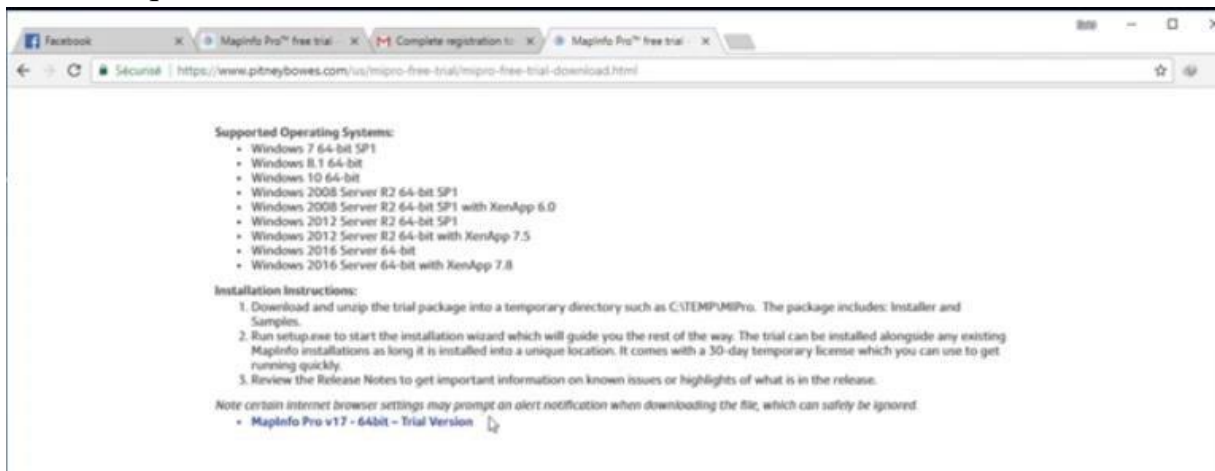 Facebook
MapInfo Pro™ free trial -
Complete registration to
MapInfo Pro™ free trial -
Sécurisé | https://www.pitneybowes.com/us/mipro-free-trial/mipro-free-trial-download.html
Supported Operating Systems:
• Windows 7 64-bit SP1
• Windows 8.1 64-bit
• Windows 10 64-bit
• Windows 2008 Server R2 64-bit SP1
• Windows 2008 Server R2 64-bit SP1 with XenApp 6.0
• Windows 2012 Server R2 64-bit SP1
• Windows 2012 Server R2 64-bit with XenApp 7.5
• Windows 2016 Server 64-bit
• Windows 2016 Server 64-bit with XenApp 7.8
Installation Instructions:
1. Download and unzip the trial package into a temporary directory such as C:\TEMP\MIPro. The package includes: Installer and
Samples.
2. Run setup.exe to start the installation wizard which will guide you the rest of the way. The trial can be installed alongside any existing
MapInfo installations as long it is installed into a unique location. It comes with a 30-day temporary license which you can use to get
running quickly.
3. Review the Release Notes to get important information on known issues or highlights of what is in the release.
Note certain internet browser settings may prompt an alert notification when downloading the file, which can safely be ignored.
• MapInfo Pro v17 - 64bit – Trial Version